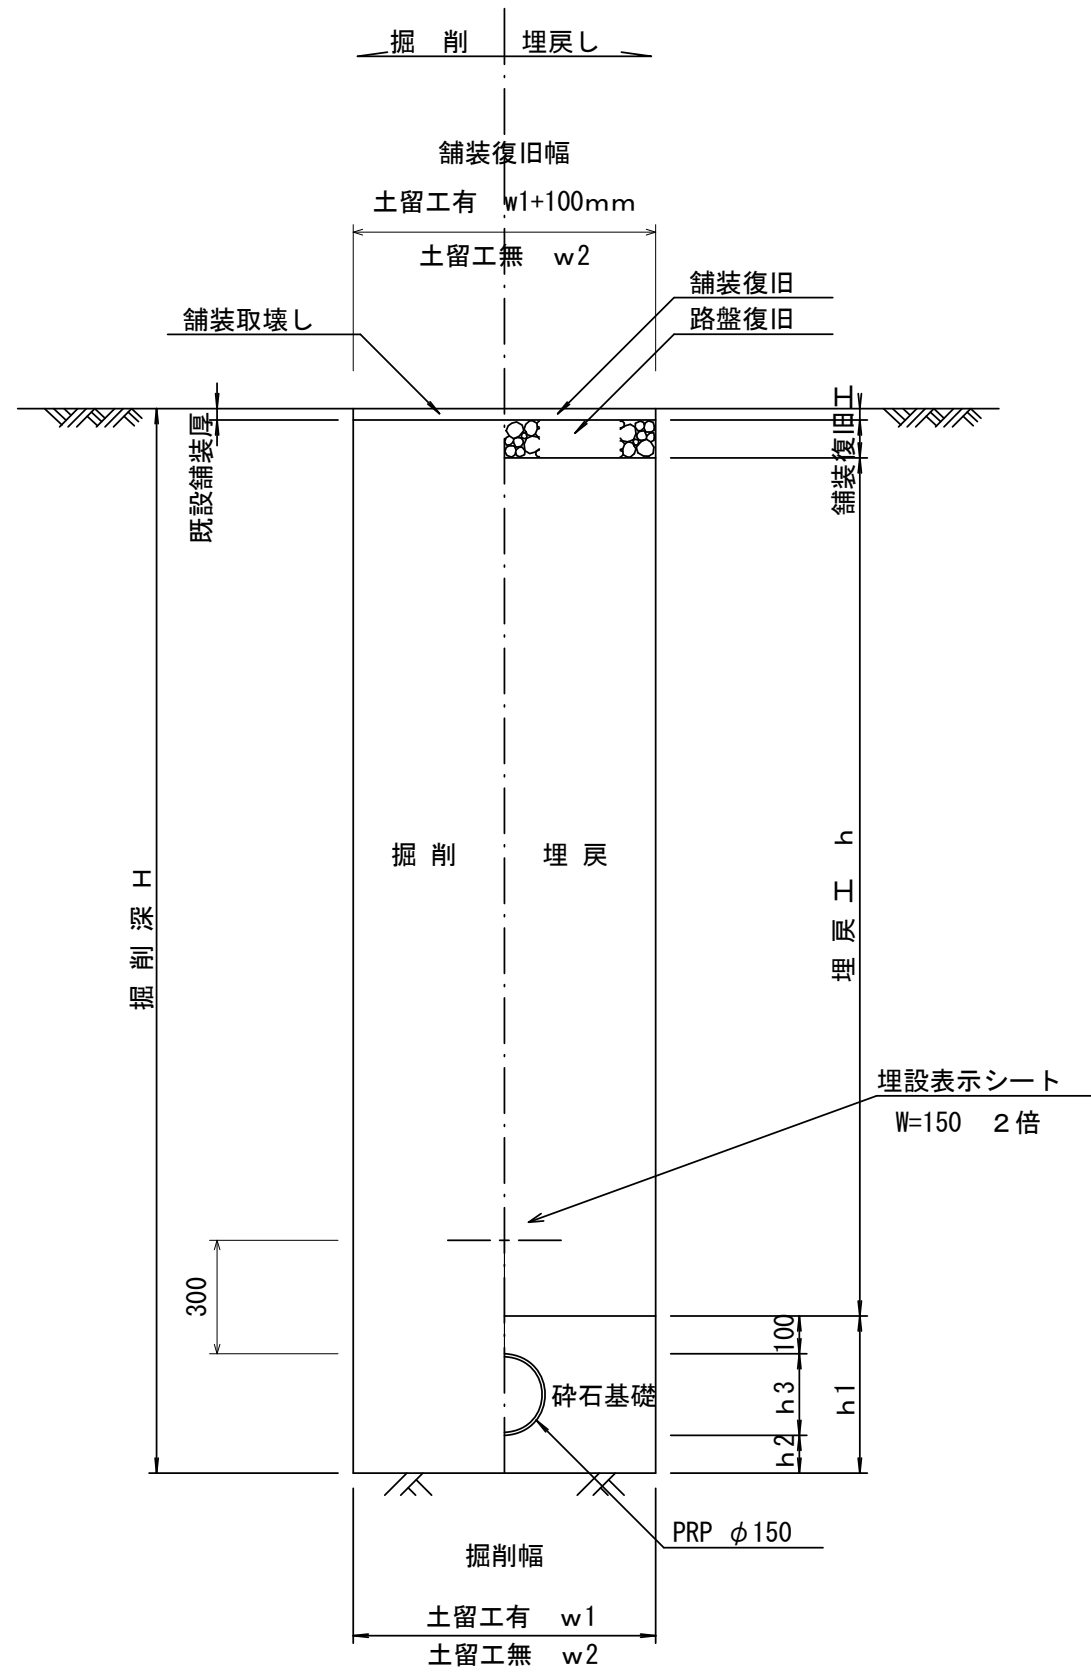 掘　削　埋戻し
舗装復旧幅
土留工有　w1+100mm
土留工無　w2
舗装復旧
路盤復旧
舗装取壊し
既設舗装厚
舗装復旧工
掘削深 H
掘 削
埋 戻
埋 戻 工　h
埋設表示シート
W=150　２倍
300
100
砕石基礎
h3
h1
h2
PRP φ150
掘削幅
土留工有　w1
土留工無　w2